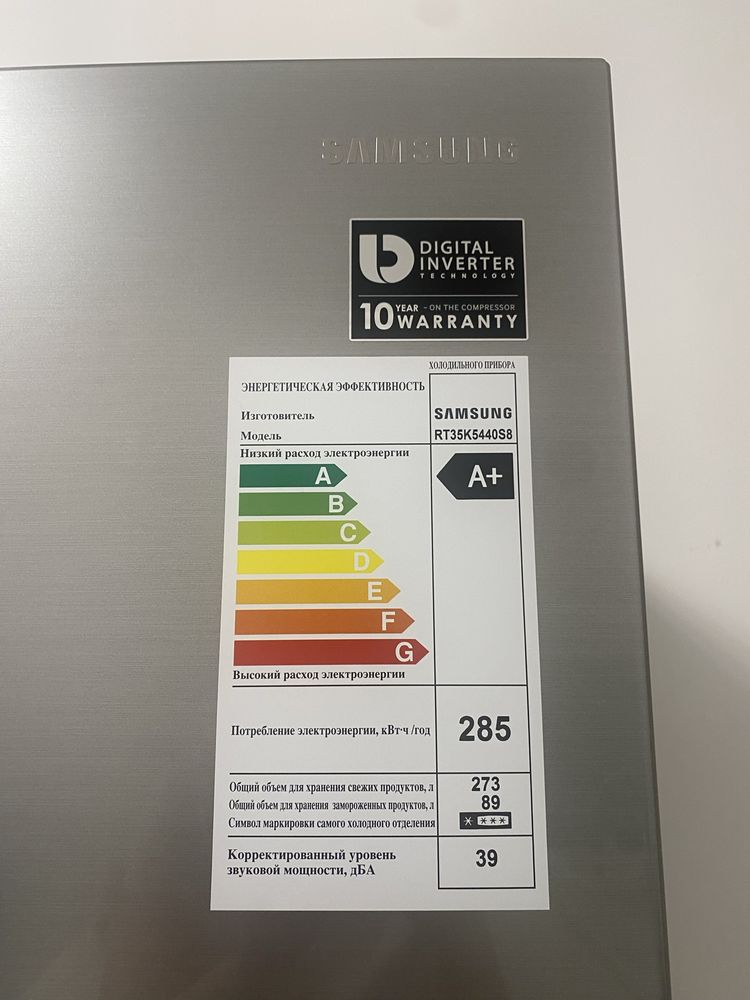 SAMSUNG
DIGITAL
INVERTER
TECHNOLOGY
10 YEAR - ON THE COMPRESSOR
WARRANTY
ХОЛОДИЛЬНОГО ПРИБОРА
ЭНЕРГЕТИЧЕСКАЯ ЭФФЕКТИВНОСТЬ
Изготовитель SAMSUNG
Модель RT35K5440S8
Низкий расход электроэнергии
A A+
B
C
D
E
F
G
Высокий расход электроэнергии
Потребление электроэнергии, кВт·ч /год 285
Общий объем для хранения свежих продуктов, л 273
Общий объем для хранения замороженных продуктов, л 89
Символ маркировки самого холодного отделения * ***
Корректированный уровень
звуковой мощности, дБА 39